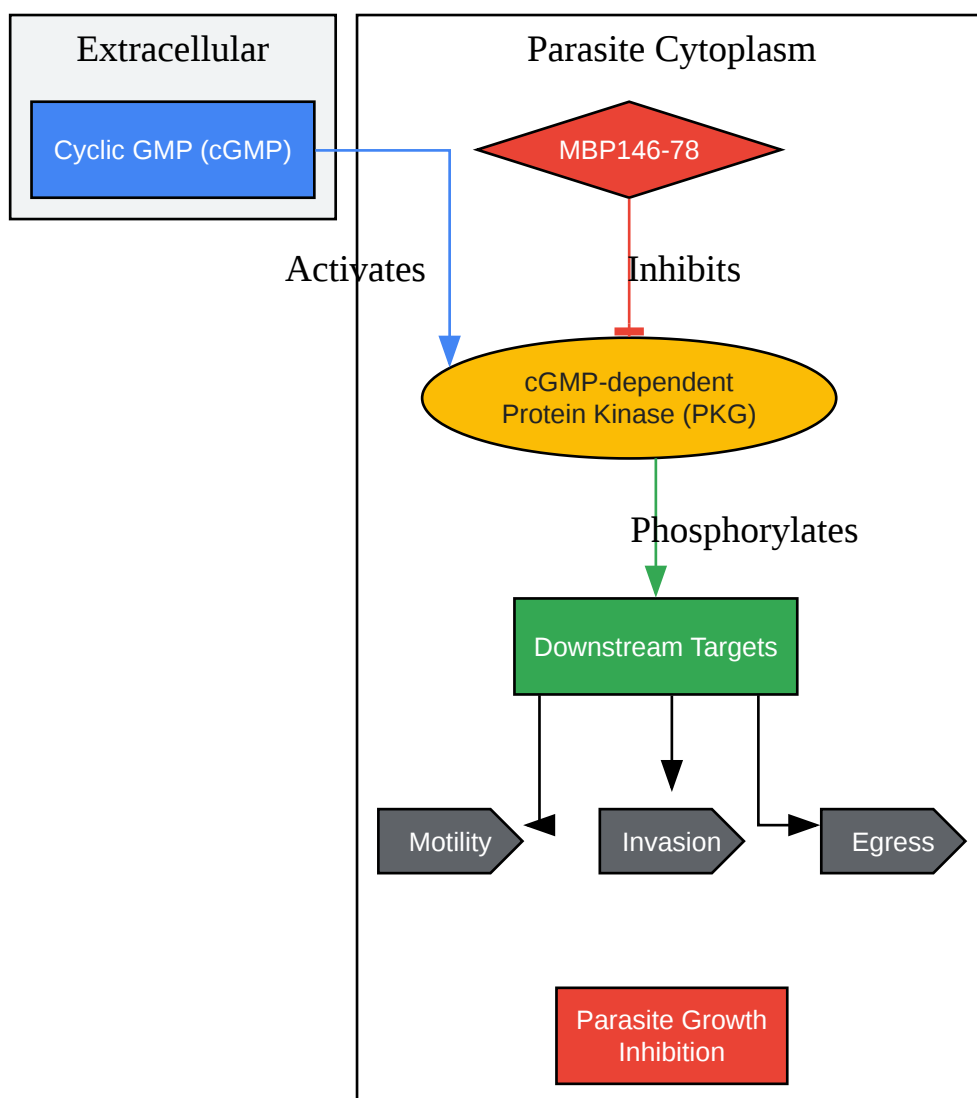 Extracellular
Parasite Cytoplasm
Cyclic GMP (cGMP)
MBP146-78
Activates
Inhibits
cGMP-dependent
Protein Kinase (PKG)
Phosphorylates
Downstream Targets
Motility
Invasion
Egress
Parasite Growth
Inhibition